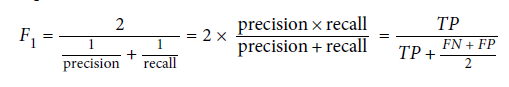 F₁ = 2 / (1/precision + 1/recall) = 2 × (precision × recall)/(precision + recall) = TP / (TP + (FN + FP)/2)